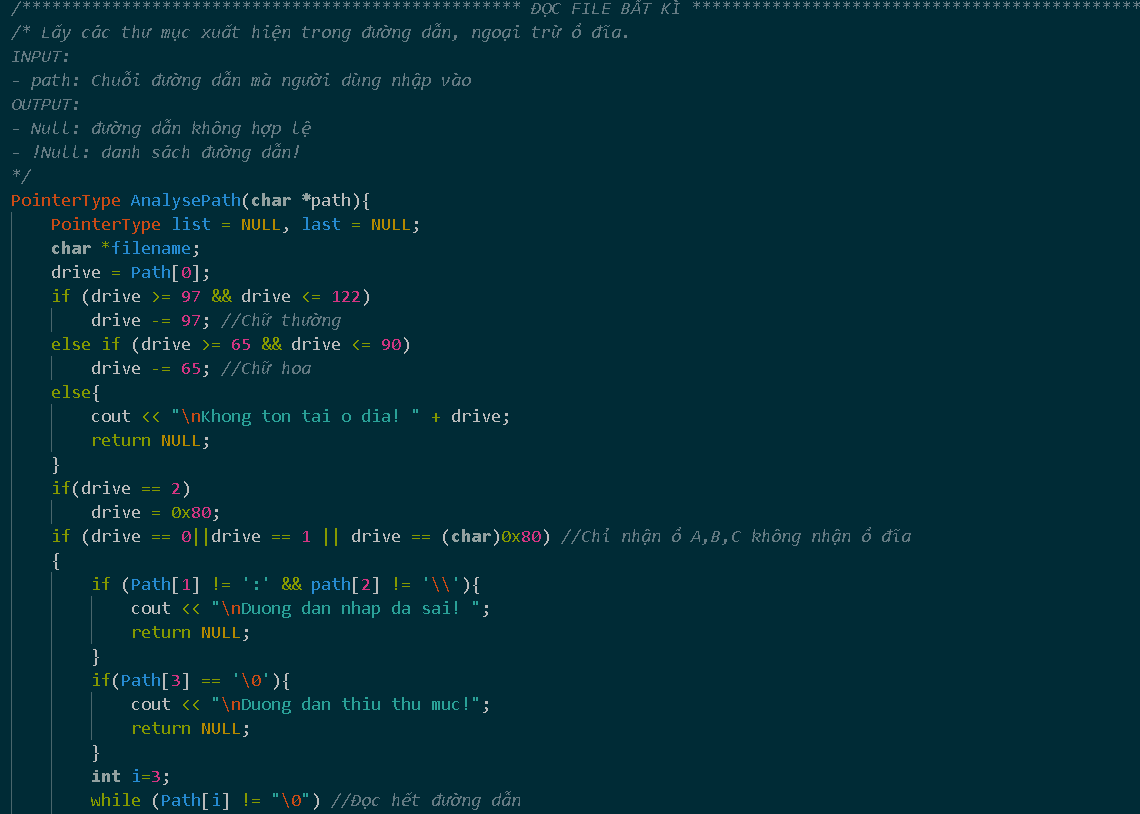 /************************************************** ĐỌC FILE BẤT KÌ *********************************************
/* Lấy các thư mục xuất hiện trong đường dẫn, ngoại trừ ổ đĩa.
INPUT:
- path: Chuỗi đường dẫn mà người dùng nhập vào
OUTPUT:
- Null: đường dẫn không hợp lệ
- !Null: danh sách đường dẫn!
*/
PointerType AnalysePath(char *path){
    PointerType list = NULL, last = NULL;
    char *filename;
    drive = Path[0];
    if (drive >= 97 && drive <= 122)
        drive -= 97; //Chữ thường
    else if (drive >= 65 && drive <= 90)
        drive -= 65; //Chữ hoa
    else{
        cout << "\nKhong ton tai o dia! " + drive;
        return NULL;
    }
    if(drive == 2)
        drive = 0x80;
    if (drive == 0||drive == 1 || drive == (char)0x80) //Chỉ nhận ổ A,B,C không nhận ổ đĩa
    {
        if (Path[1] != ':' && path[2] != '\\'){
            cout << "\nDuong dan nhap da sai! ";
            return NULL;
        }
        if(Path[3] == '\0'){
            cout << "\nDuong dan thiu thu muc!";
            return NULL;
        }
        int i=3;
        while (Path[i] != "\0") //Đọc hết đường dẫn